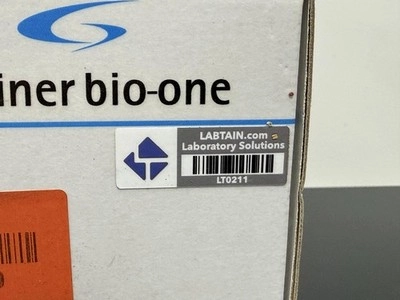 iner bio-one
LABTAIN.com
Laboratory Solutions
LT0211